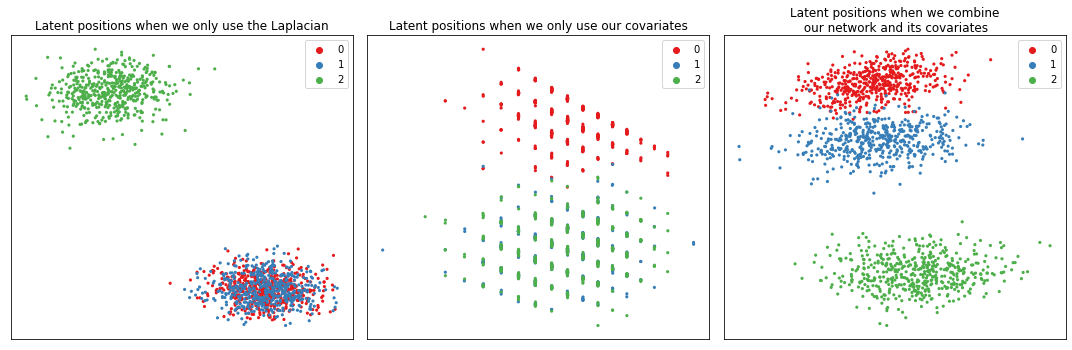 Latent positions when we only use the Laplacian
0
1
2
Latent positions when we only use our covariates
0
1
2
Latent positions when we combine
our network and its covariates
0
1
2